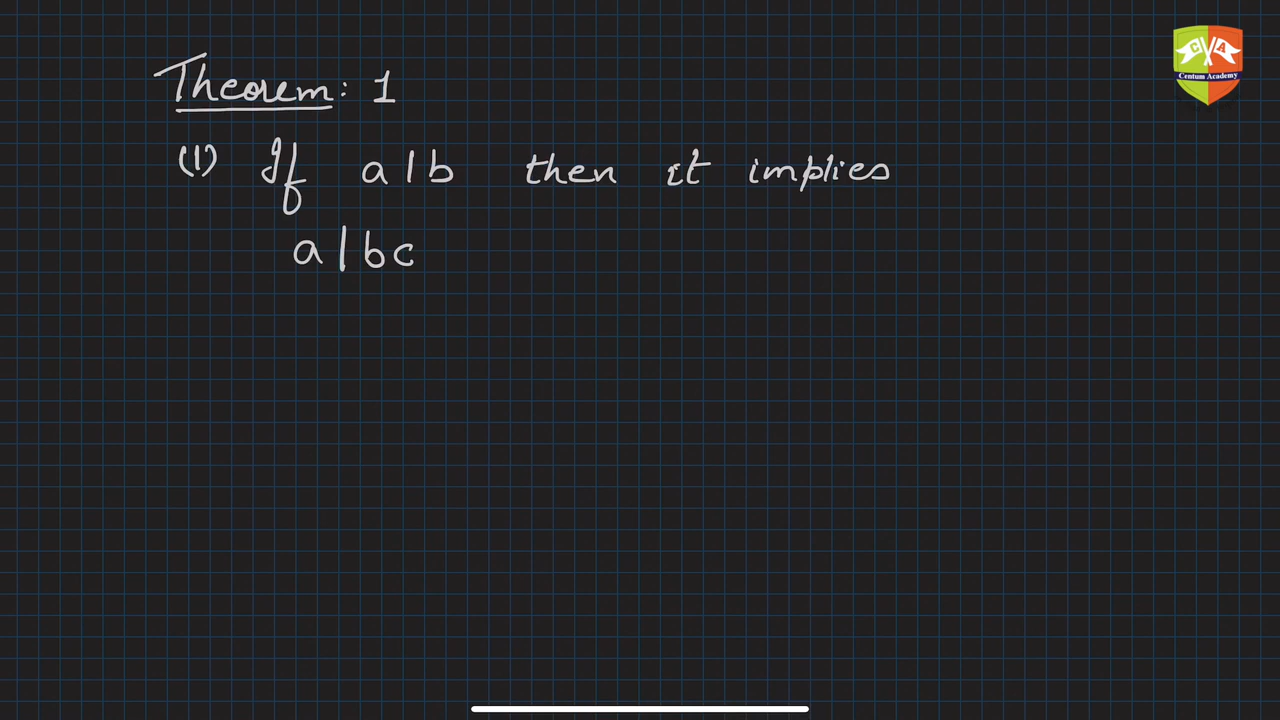 Theorem: 1
(1) If a | b then it implies
a | bc
C A
Centum Academy